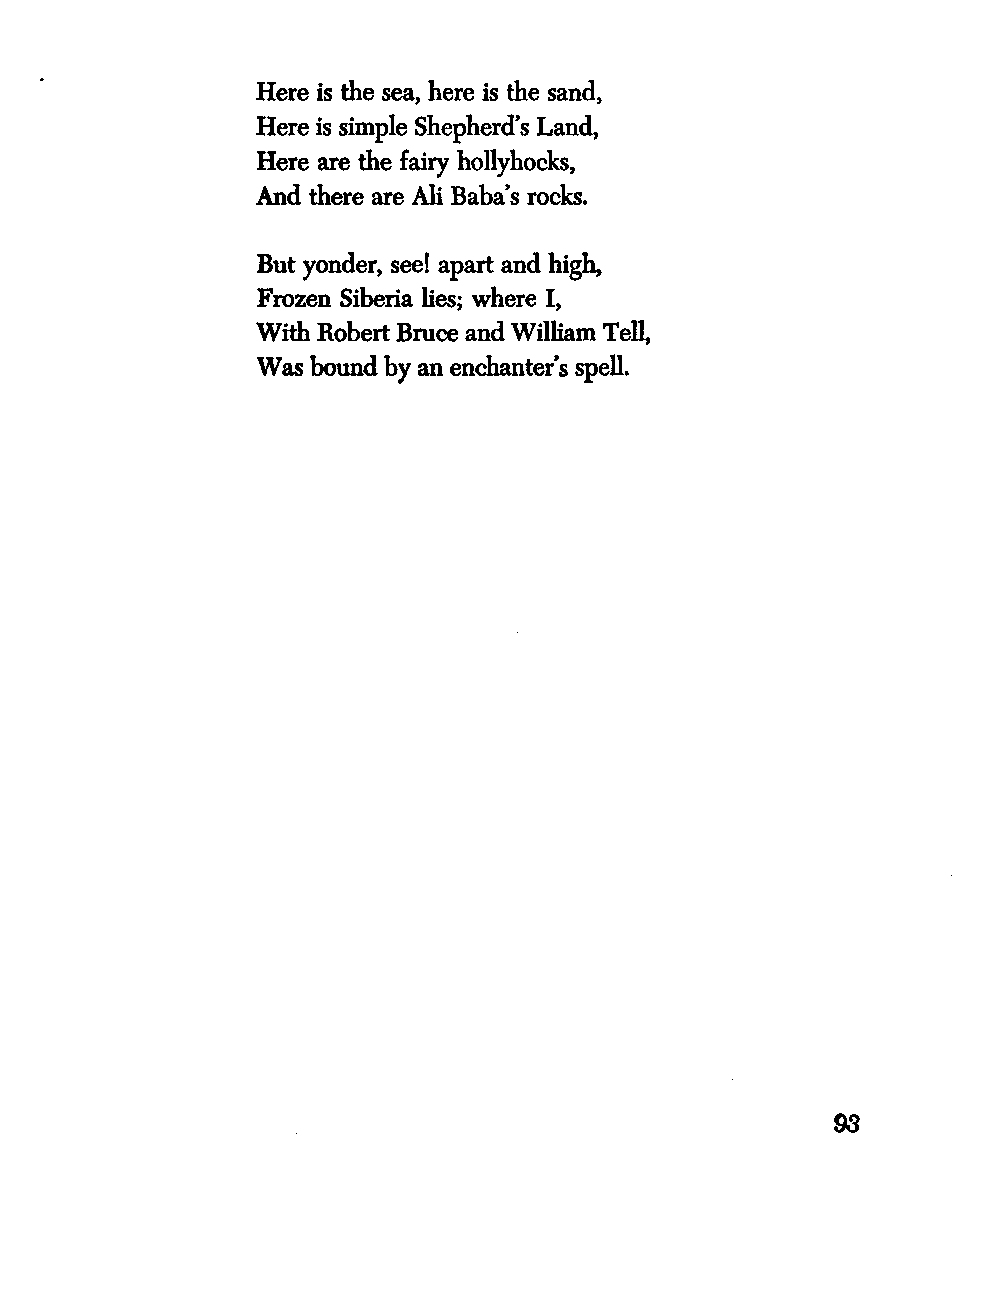 Here is the sea, here is the sand,
Here is simple Shepherd's Land,
Here are the fairy hollyhocks,
And there are Ali Baba's rocks.

But yonder, see! apart and high,
Frozen Siberia lies; where I,
With Robert Bruce and William Tell,
Was bound by an enchanter's spell.

93